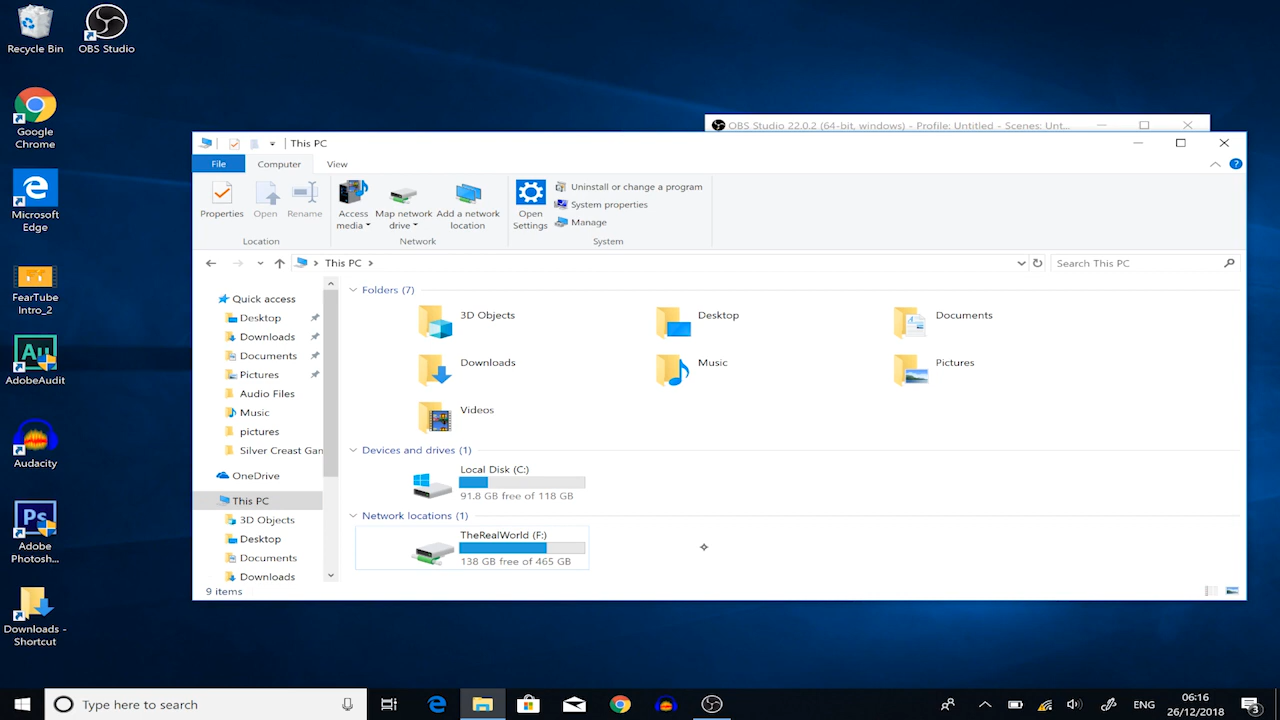 Recycle Bin
OBS Studio
Google
Chrome
Microsoft
Edge
FearTube
Intro_2
AdobeAudit
Audacity
Adobe
Photosh...
Downloads -
Shortcut
OBS Studio 22.0.2 (64-bit, windows) - Profile: Untitled - Scenes: Unt...
This PC
File
Computer
View
Properties
Open
Rename
Access
media
Map network
drive
Add a network
location
Open
Settings
Uninstall or change a program
System properties
Manage
Location
Network
System
This PC
Search This PC
Quick access
Desktop
Downloads
Documents
Pictures
Audio Files
Music
pictures
Silver Creast Gan
OneDrive
This PC
3D Objects
Desktop
Documents
Downloads
Folders (7)
3D Objects
Desktop
Documents
Downloads
Music
Pictures
Videos
Devices and drives (1)
Local Disk (C:)
91.8 GB free of 118 GB
Network locations (1)
TheRealWorld (F:)
138 GB free of 465 GB
9 items
Type here to search
ENG
06:16
26/12/2018
3